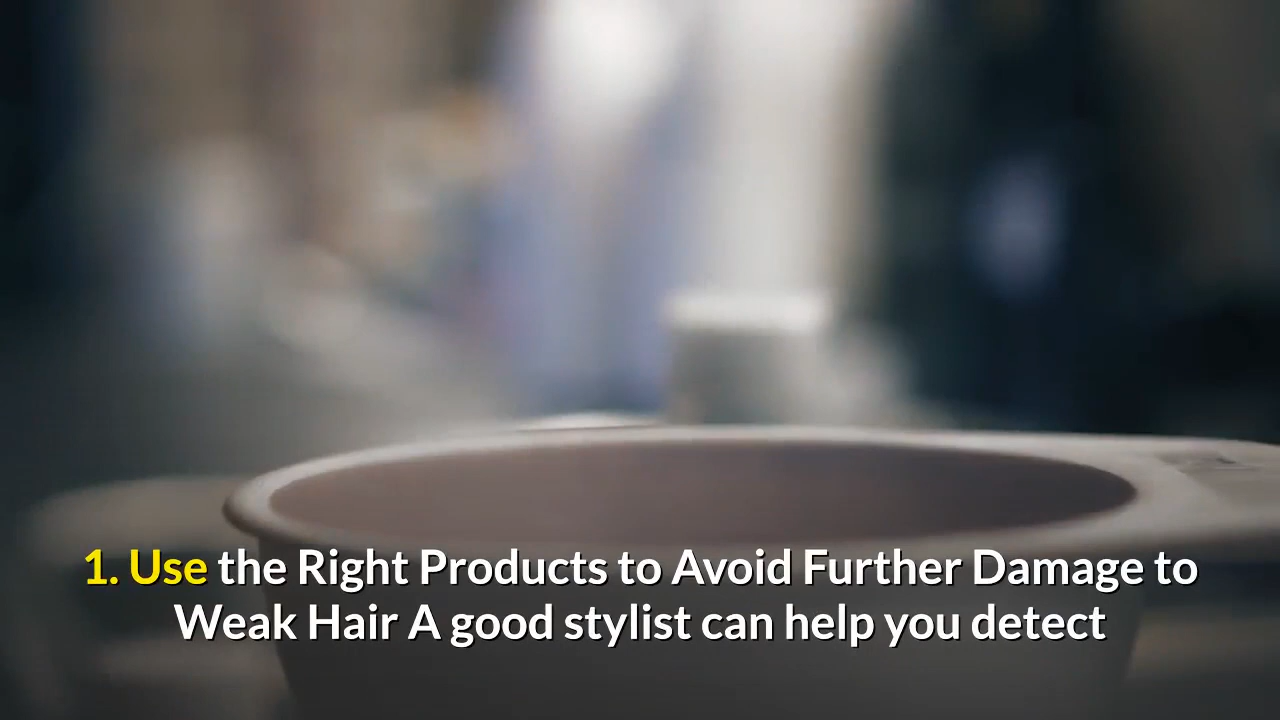 1. Use the Right Products to Avoid Further Damage to
Weak Hair A good stylist can help you detect